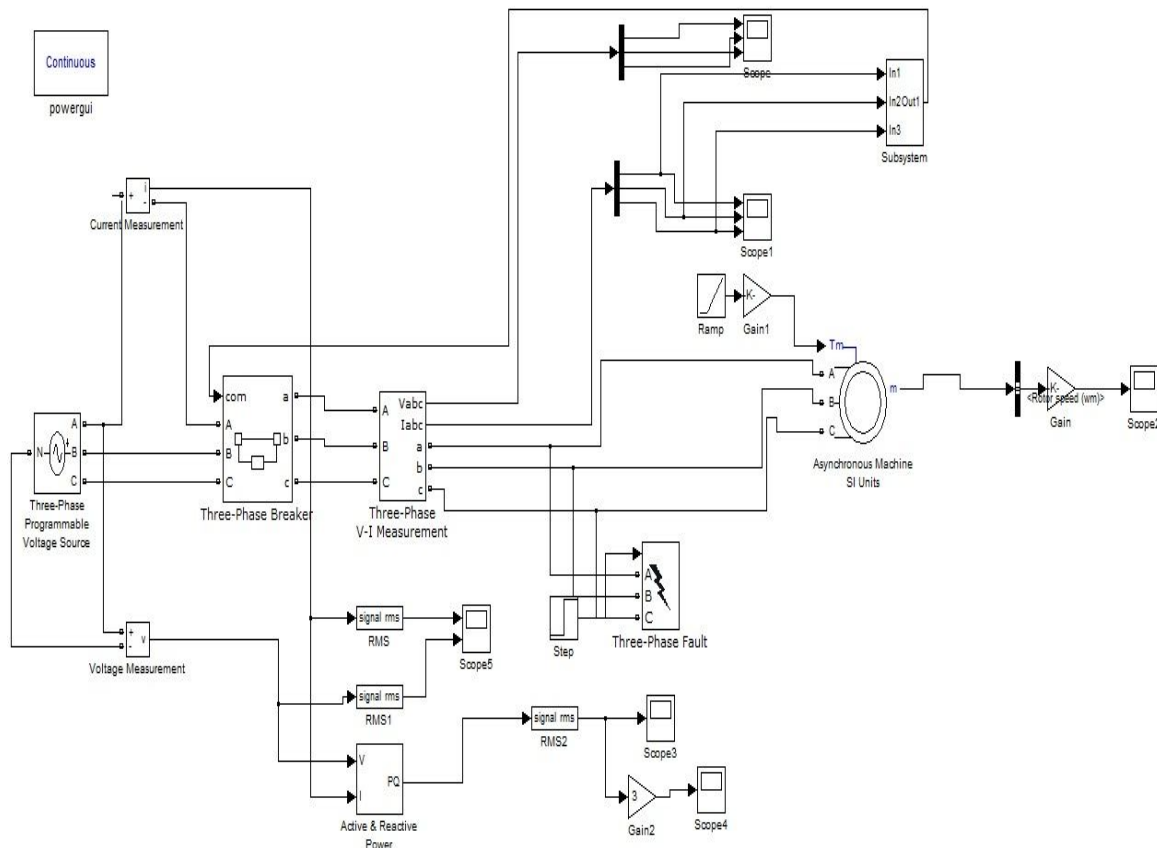 Continuous
powergui
Scope
In1
In2 Out1
In3
Subsystem
i
+
-
Current Measurement
Scope1
Ramp
K-
Gain1
Tm
A
B
C
m
Asynchronous Machine
SI Units
K-
<Rotor speed (wm)>
Gain
Scope2
N
A
B
C
+
Three-Phase
Programmable
Voltage Source
com
A
B
C
a
b
c
Three-Phase Breaker
A
B
C
Vabc
Iabc
a
b
c
Three-Phase
V-I Measurement
A
B
C
Three-Phase Fault
Step
+
-
v
Voltage Measurement
signal rms
RMS
Scope5
signal rms
RMS1
V
I
PQ
Active & Reactive
Power
signal rms
RMS2
Scope3
3
Gain2
Scope4